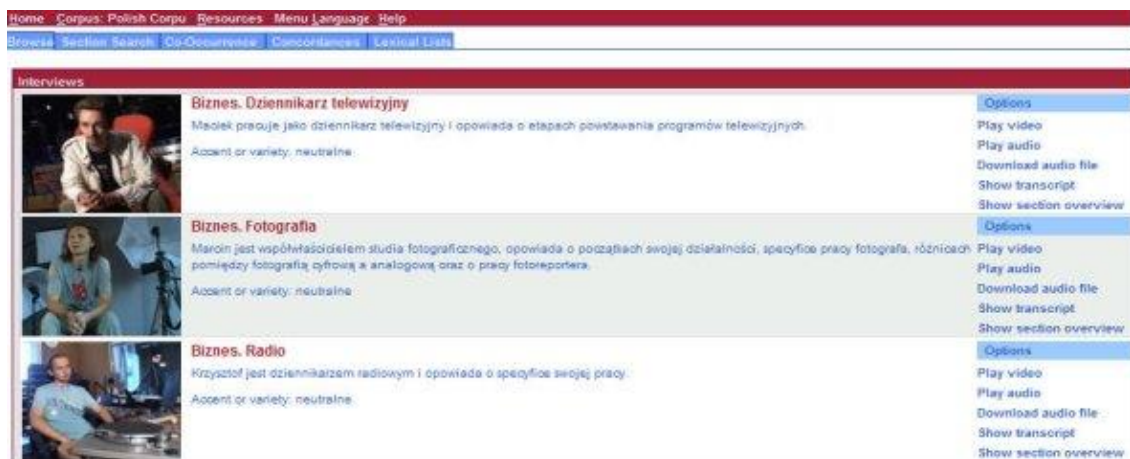 Home Corpus: Polish Corpu Resources Menu Language Help
Browse Section Search Co-Occurrence Concordances Lexical Lists
Interviews
Biznes. Dziennikarz telewizyjny
Maciek pracuje jako dziennikarz telewizyjny i opowiada o etapach powstawania programów telewizyjnych.
Accent or variety: neutralne
Options
Play video
Play audio
Download audio file
Show transcript
Show section overview
Biznes. Fotografia
Marcin jest współwłaścicielem studia fotograficznego, opowiada o początkach swojej działalności, specyfice pracy fotografa, różnicach
pomiędzy fotografią cyfrową a analogową oraz o pracy fotoreportera.
Accent or variety: neutralne
Options
Play video
Play audio
Download audio file
Show transcript
Show section overview
Biznes. Radio
Krzysztof jest dziennikarzem radiowym i opowiada o specyfice swojej pracy.
Accent or variety: neutralne
Options
Play video
Play audio
Download audio file
Show transcript
Show section overview